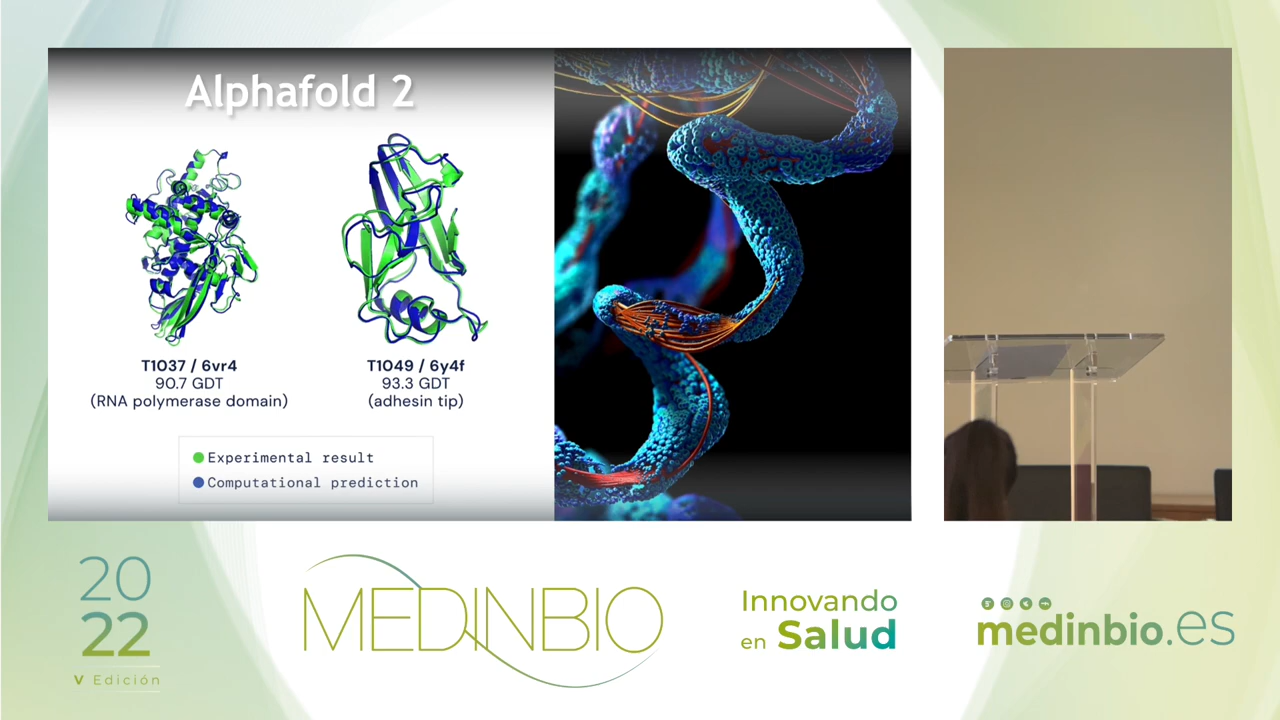 Alphafold 2
T1037 / 6vr4
90.7 GDT
(RNA polymerase domain)
T1049 / 6y4f
93.3 GDT
(adhesin tip)
Experimental result
Computational prediction
20
22
V Edición
MEDINBIO
Innovando
en Salud
medinbio.es